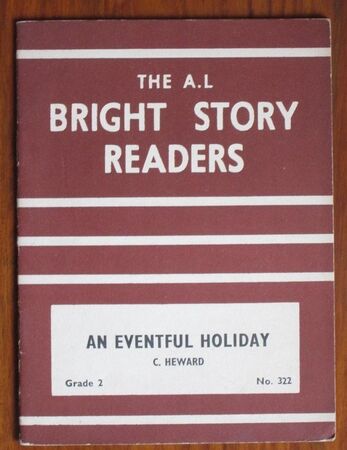 THE A.L
BRIGHT STORY
READERS
AN EVENTFUL HOLIDAY
C. HEWARD
Grade 2 No. 322